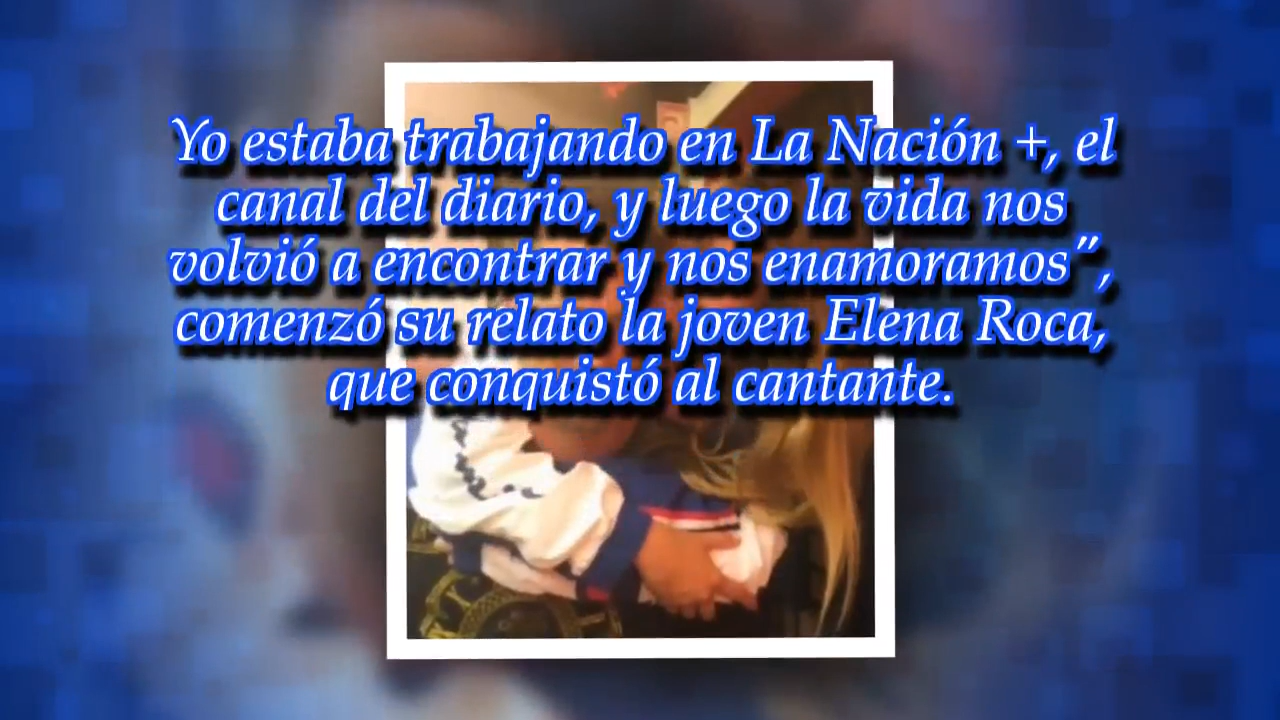 Yo estaba trabajando en La Nación +, el
canal del diario, y luego la vida nos
volvió a encontrar y nos enamoramos”,
comenzó su relato la joven Elena Roca,
que conquistó al cantante.